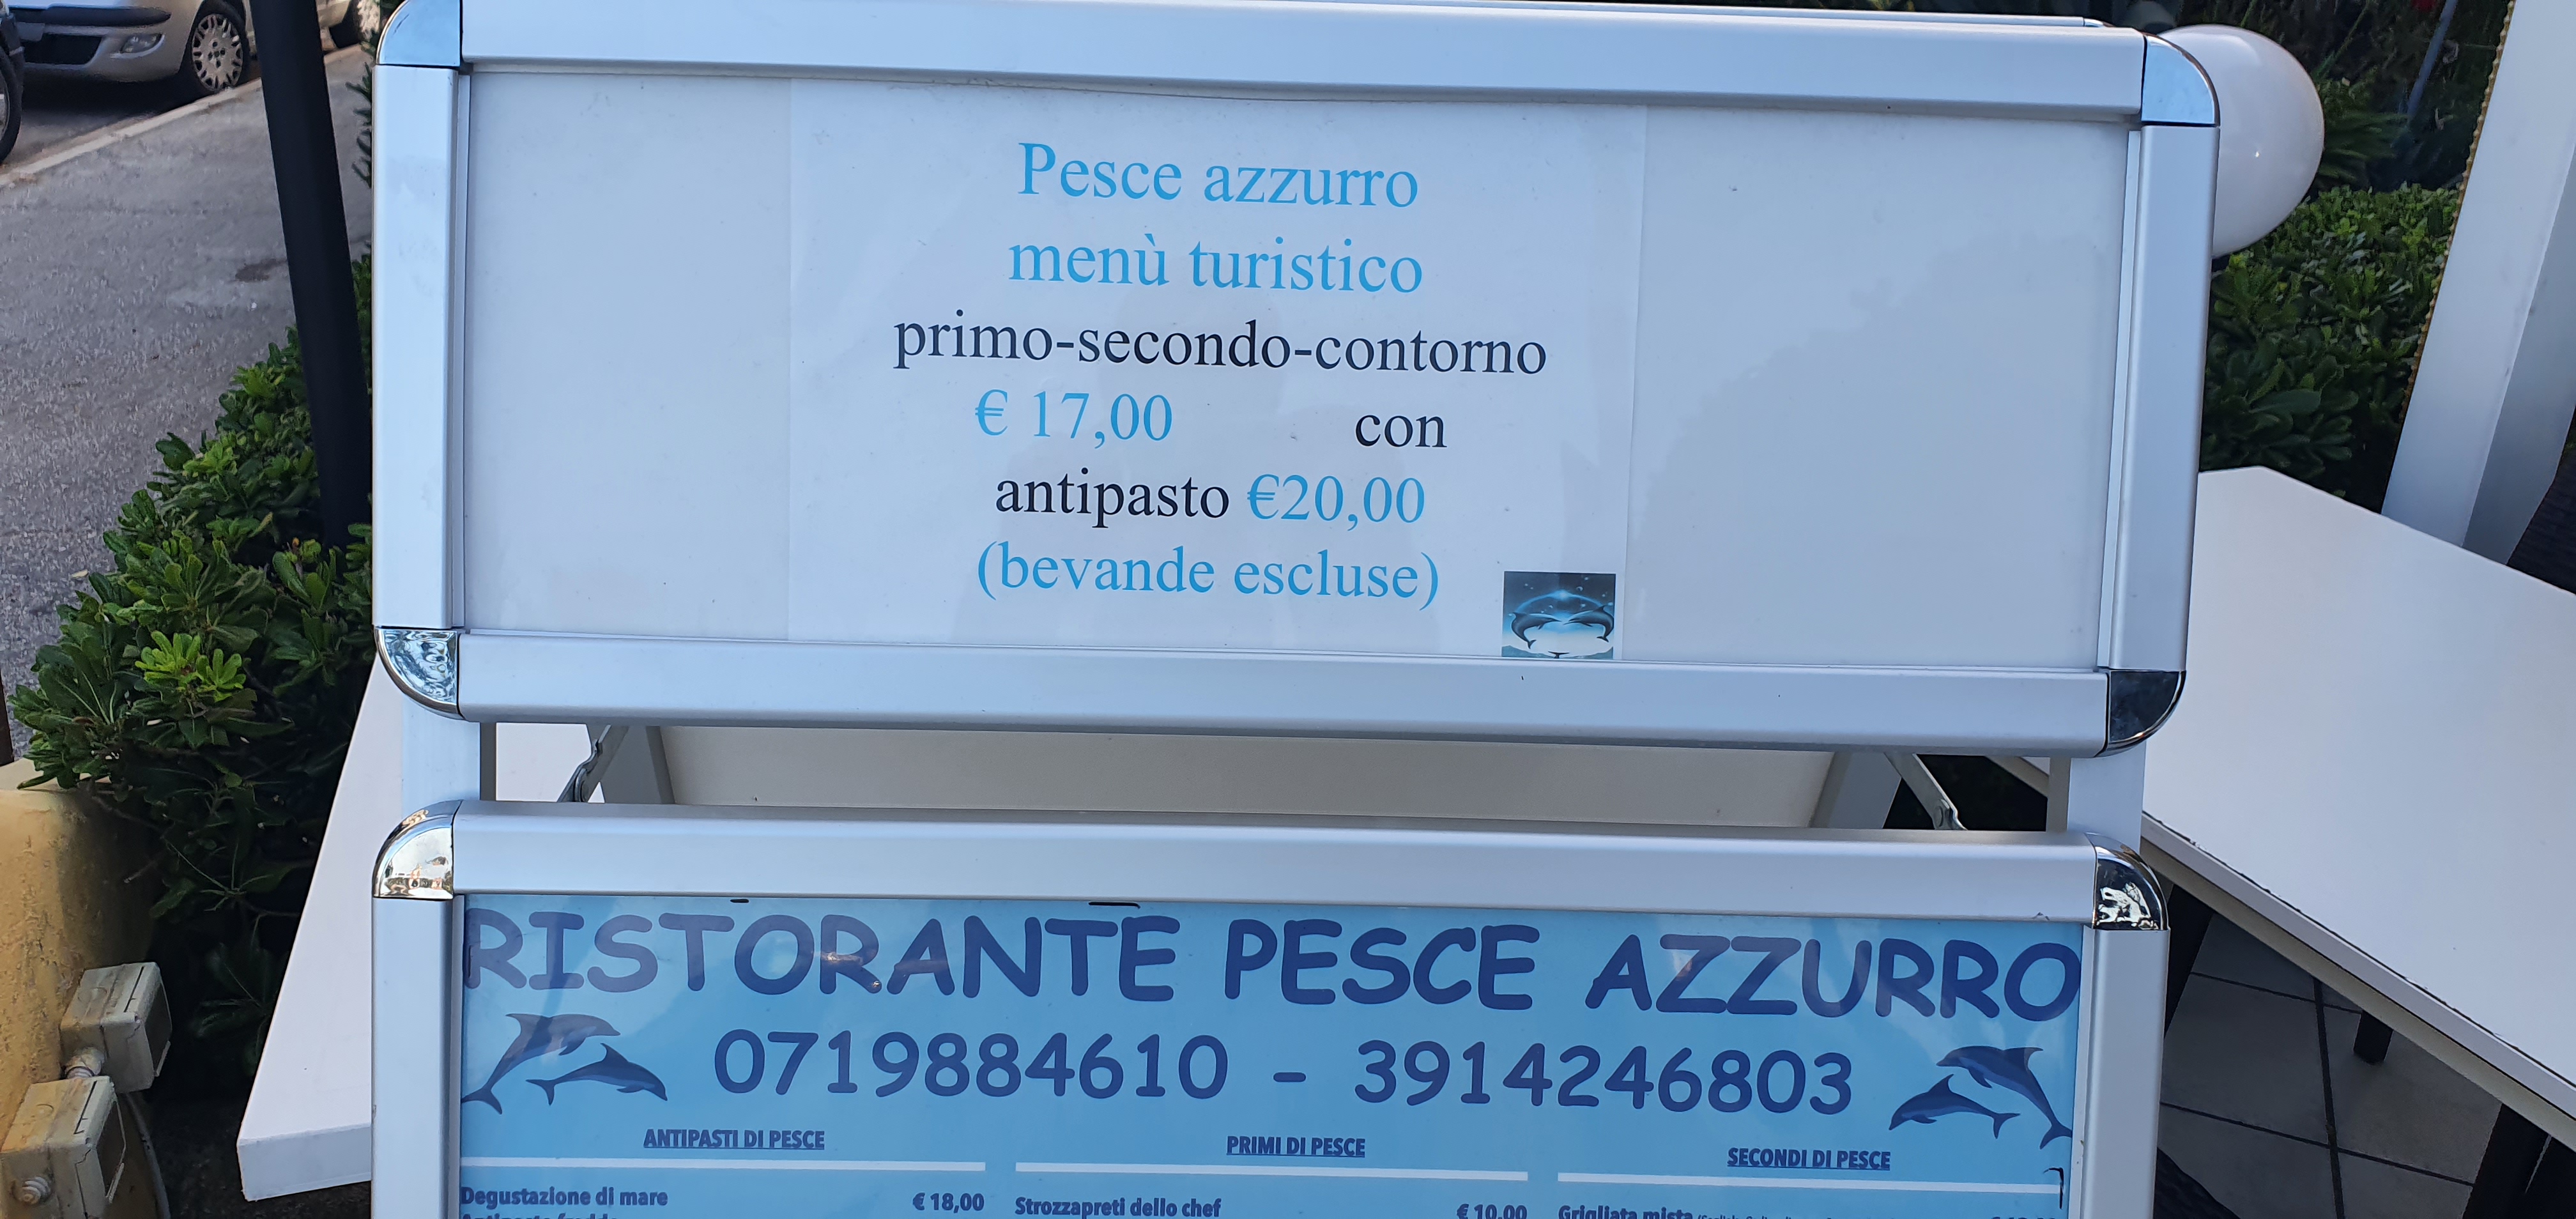 Pesce azzurro
menù turistico
primo-secondo-contorno
€ 17,00 con
antipasto €20,00
(bevande escluse)
RISTORANTE PESCE AZZURRO
0719884610 - 3914246803
ANTIPASTI DI PESCE
PRIMI DI PESCE
SECONDI DI PESCE
Degustazione di mare € 18,00
Strozzapreti dello chef € 10,00
Grigliata mista